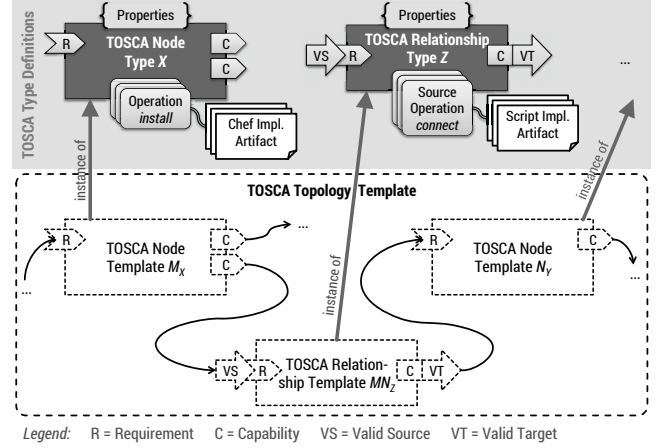 TOSCA Type Definitions
Properties
R
TOSCA Node
Type X
C
C
Operation
install
Chef Impl.
Artifact
Properties
VS
R
TOSCA Relationship
Type Z
C
VT
Source
Operation
connect
Script Impl.
Artifact
...
instance of
instance of
instance of
TOSCA Topology Template
R
TOSCA Node
Template MX
C
C
...
...
R
TOSCA Node
Template NY
C
...
VS
R
TOSCA Relation-
ship Template MNZ
C
VT
Legend: R = Requirement C = Capability VS = Valid Source VT = Valid Target